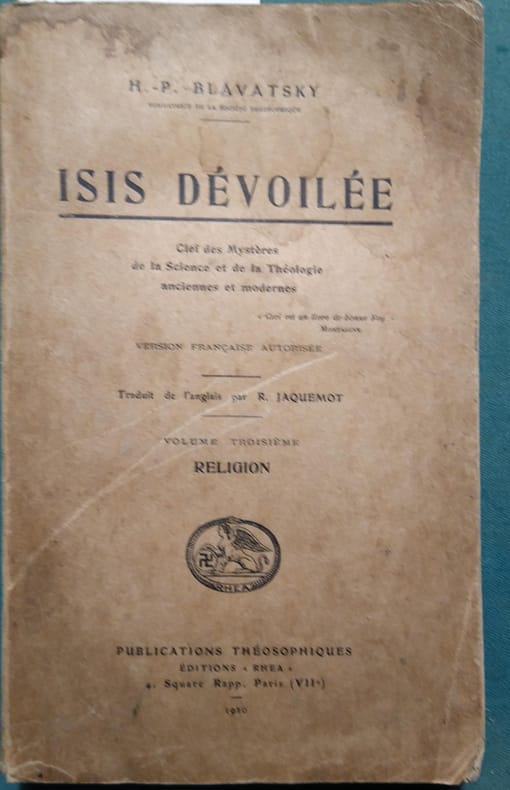 H.-P. BLAVATSKY
FONDATRICE DE LA SOCIÉTÉ THÉOSOPHIQUE
ISIS DÉVOILÉE
Clef des Mystères
de la Science et de la Théologie
anciennes et modernes
« Ceci est un livre de bonne Foy. »
MONTAIGNE
VERSION FRANÇAISE AUTORISÉE
Traduit de l'anglais par R. JAQUEMOT
VOLUME TROISIÈME
RELIGION
RHEA
PUBLICATIONS THÉOSOPHIQUES
ÉDITIONS « RHEA »
4, Square Rapp, Paris (VIIᵉ)